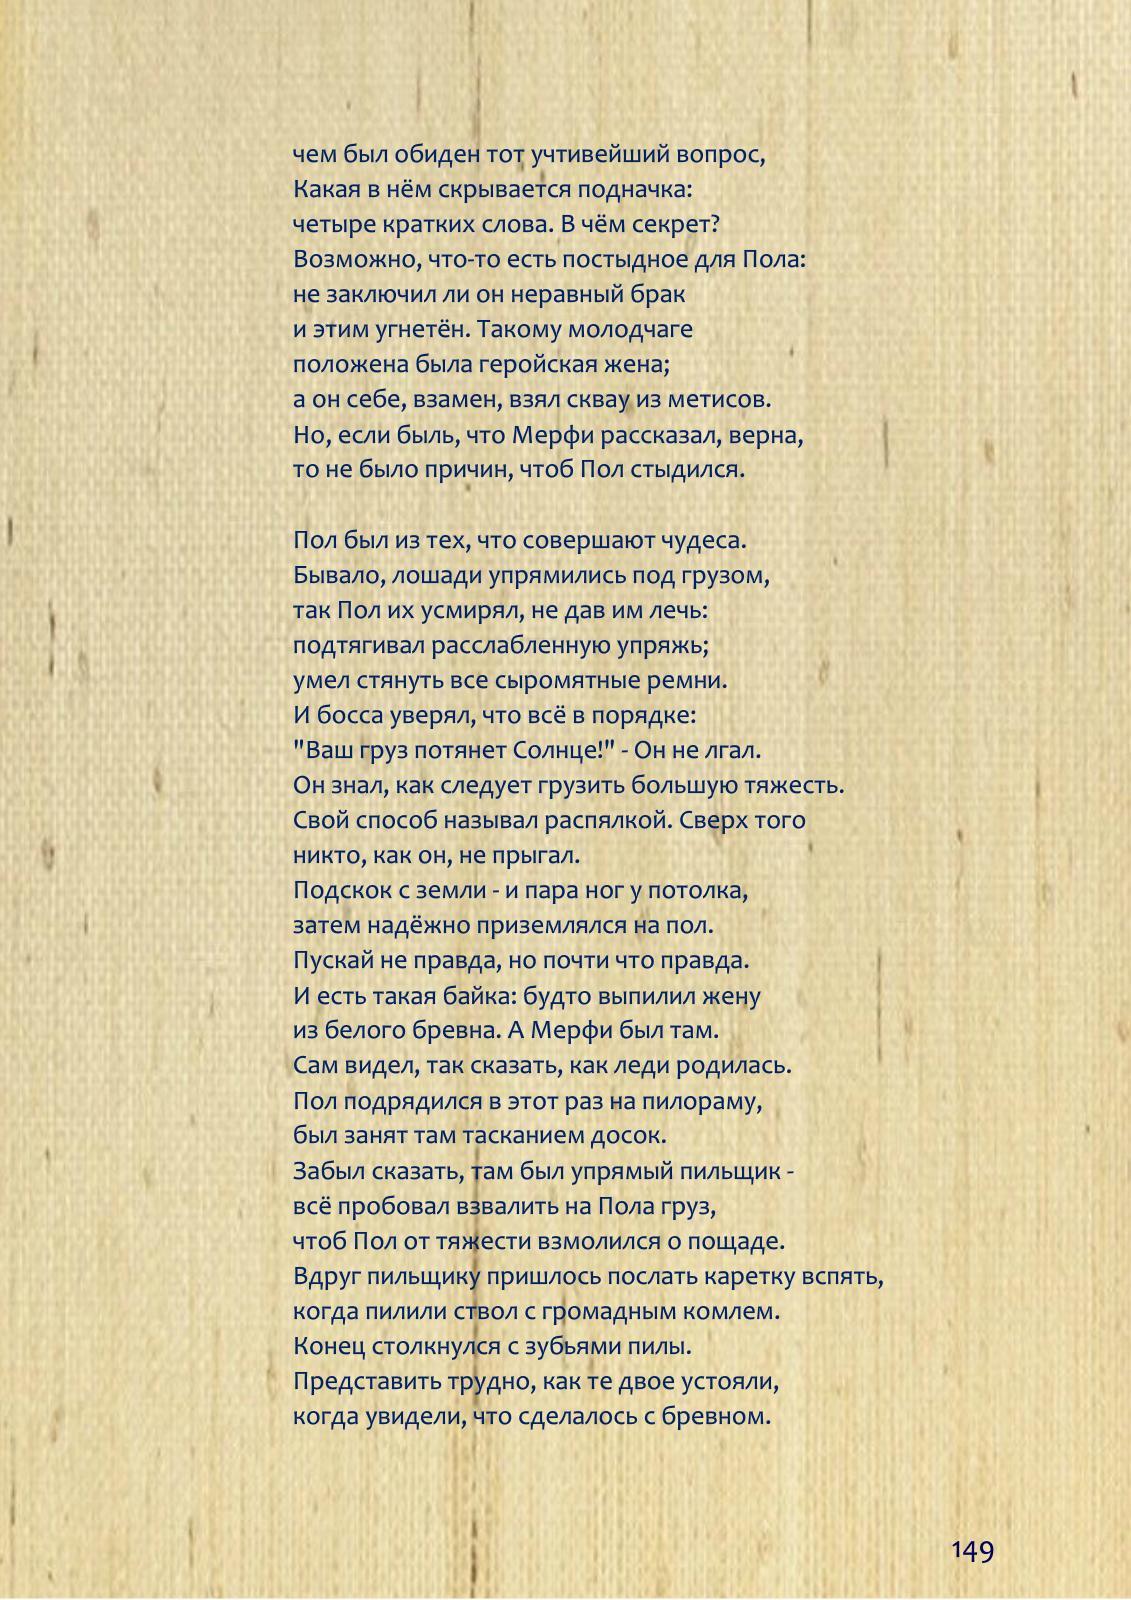 чем был обиден тот учтивейший вопрос,
Какая в нём скрывается подначка:
четыре кратких слова. В чём секрет?
Возможно, что-то есть постыдное для Пола:
не заключил ли он неравный брак
и этим угнетён. Такому молодчаге
положена была геройская жена;
а он себе, взамен, взял скваy из метисов.
Но, если быль, что Мерфи рассказал, верна,
то не было причин, чтоб Пол стыдился.

Пол был из тех, что совершают чудеса.
Бывало, лошади упрямились под грузом,
так Пол их усмирял, не дав им лечь:
подтягивал расслабленную упряжь;
умел стянуть все сыромятные ремни.
И босса уверял, что всё в порядке:
"Ваш груз потянет Солнце!" - Он не лгал.
Он знал, как следует грузить большую тяжесть.
Свой способ называл распялкой. Сверх того
никто, как он, не прыгал.
Подскок с земли - и пара ног у потолка,
затем надёжно приземлялся на пол.
Пускай не правда, но почти что правда.
И есть такая байка: будто выпилил жену
из белого бревна. А Мерфи был там.
Сам видел, так сказать, как леди родилась.
Пол подрядился в этот раз на пилораму,
был занят там тасканием досок.
Забыл сказать, там был упрямый пильщик -
всё пробовал взвалить на Пола груз,
чтоб Пол от тяжести взмолился о пощаде.
Вдруг пильщику пришлось послать каретку вспять,
когда пилили ствол с громадным комлем.
Конец столкнулся с зубьями пилы.
Представить трудно, как те двое устояли,
когда увидели, что сделалось с бревном.
149